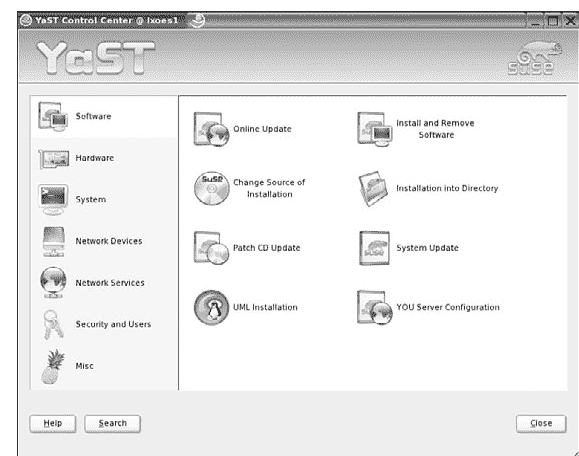 YaST Control Center @ lxoes1
YaST
SuSE
Software
Hardware
System
Network Devices
Network Services
Security and Users
Misc
Online Update
Install and Remove
Software
SuSE
Change Source of
Installation
Installation into Directory
Patch CD Update
System Update
UML Installation
YOU Server Configuration
Help
Search
Close